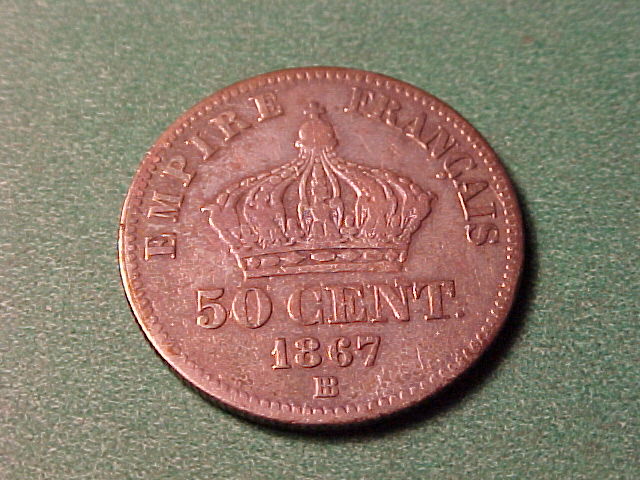 EMPIRE FRANÇAIS
50 CENT.
1867
BB